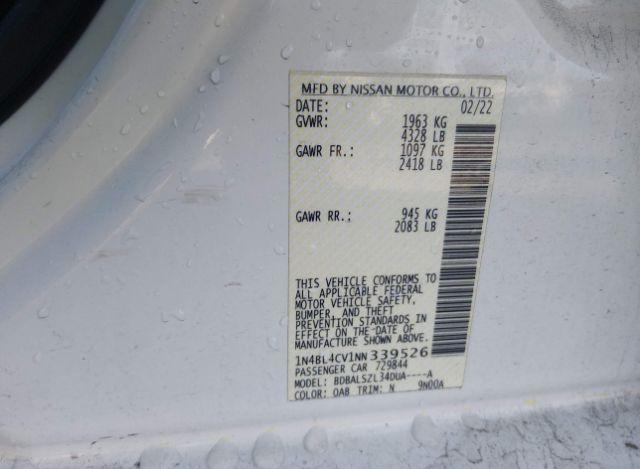 MFD BY NISSAN MOTOR CO., LTD.
DATE: 02/22
GVWR: 1963 KG
4328 LB
GAWR FR.: 1097 KG
2418 LB
GAWR RR.: 945 KG
2083 LB
THIS VEHICLE CONFORMS TO
ALL APPLICABLE FEDERAL
MOTOR VEHICLE SAFETY,
BUMPER, AND THEFT
PREVENTION STANDARDS IN
EFFECT ON THE DATE OF
MANUFACTURE SHOWN ABOVE.
1N4BL4CV1NN339526
PASSENGER CAR 729844
MODEL: BDBALSZL34DUA----A
COLOR: QAB TRIM: N 9N00A